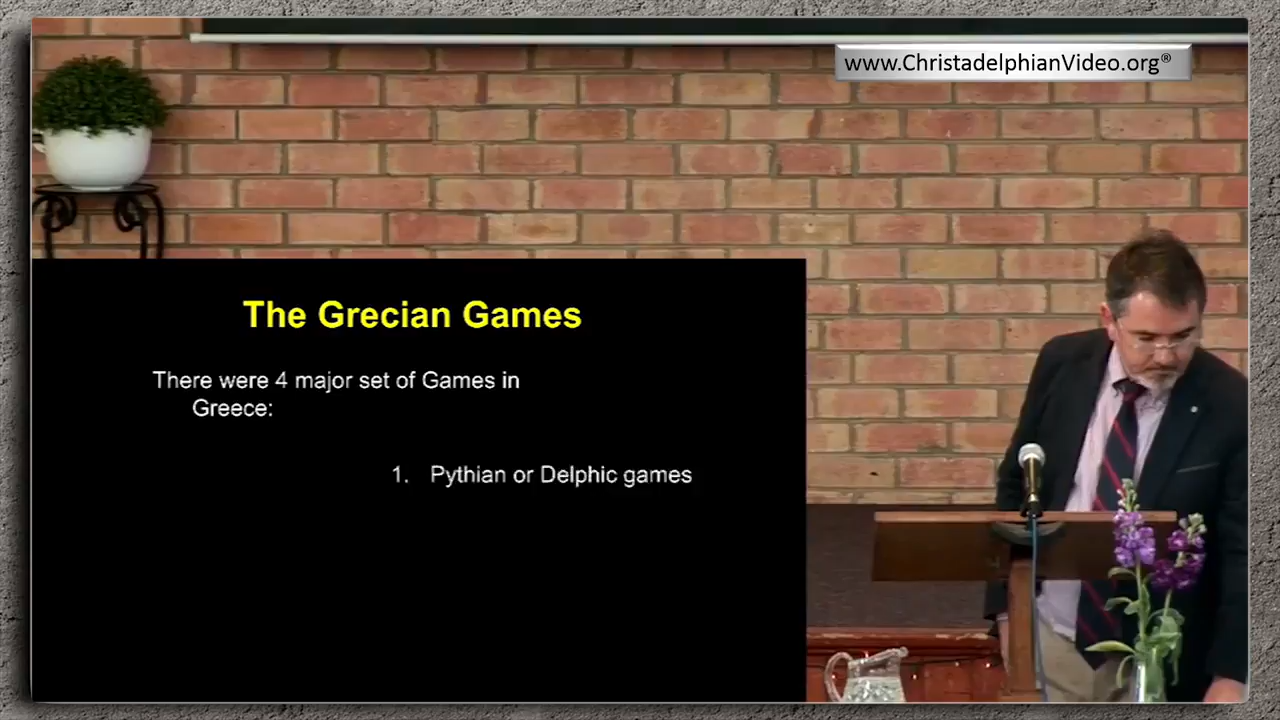 www.ChristadelphianVideo.org®
The Grecian Games
There were 4 major set of Games in
Greece:
1. Pythian or Delphic games